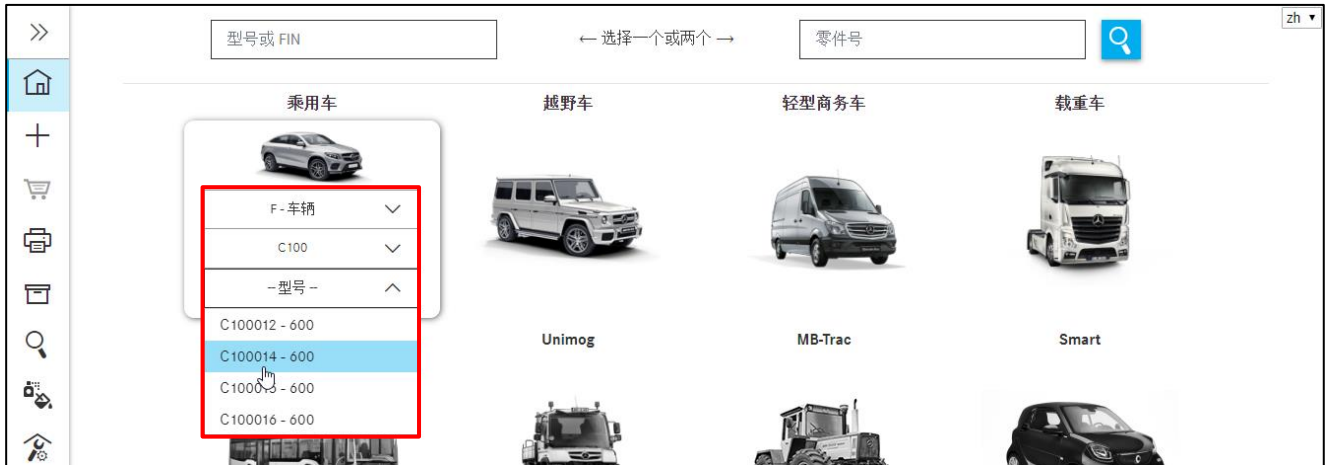 zh
型号或 FIN
← 选择一个或两个 →
零件号
乘用车
越野车
轻型商务车
载重车
F - 车辆
C100
-- 型号 --
C100012 - 600
C100014 - 600
C100015 - 600
C100016 - 600
Unimog
MB-Trac
Smart